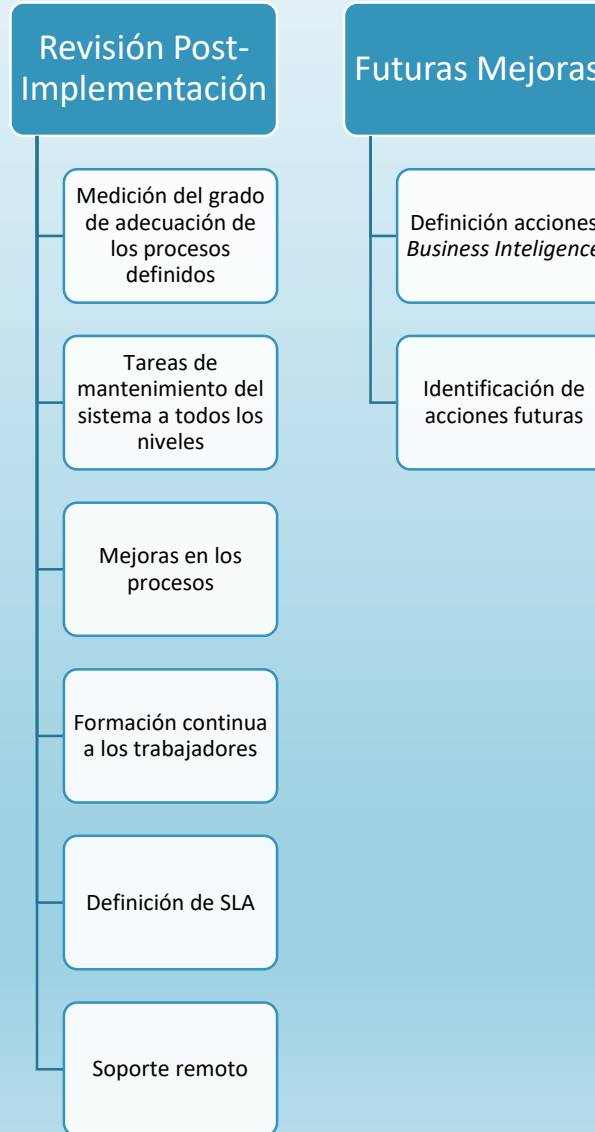 Revisión Post-
Implementación
Medición del grado
de adecuación de
los procesos
definidos
Tareas de
mantenimiento del
sistema a todos los
niveles
Mejoras en los
procesos
Formación continua
a los trabajadores
Definición de SLA
Soporte remoto
Futuras Mejoras
Definición acciones
Business Inteligence
Identificación de
acciones futuras